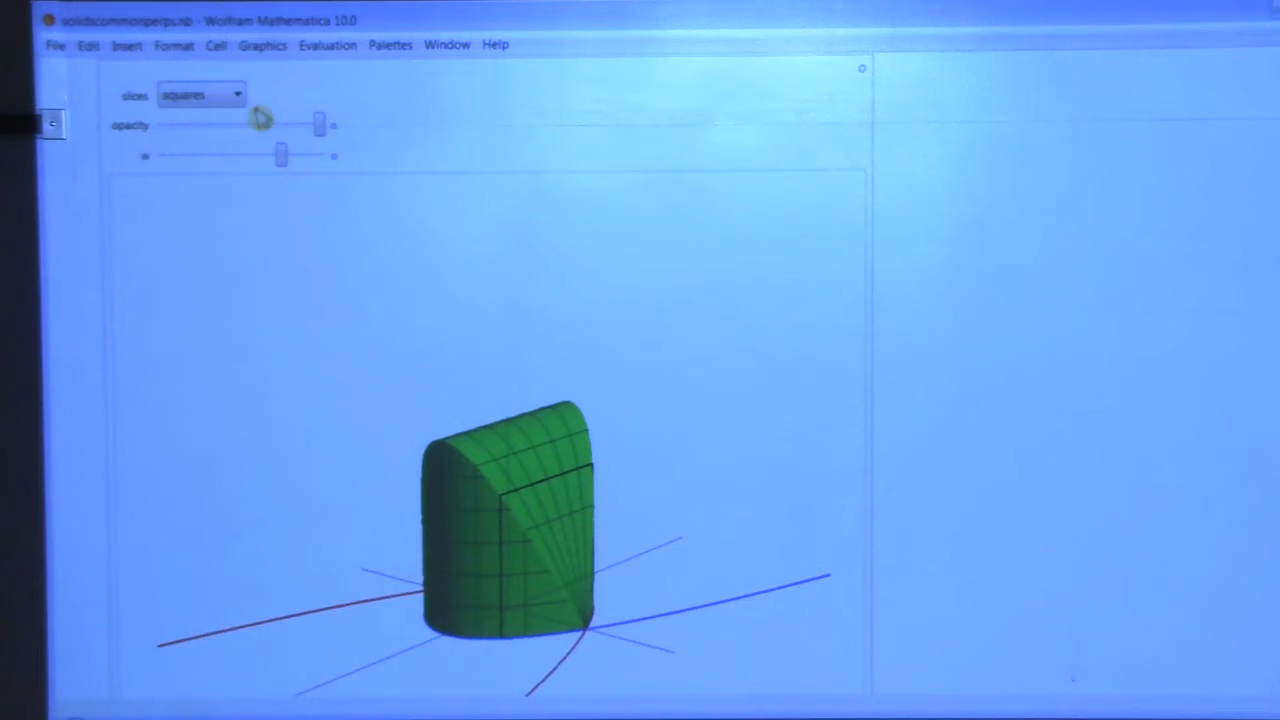 solidscommonperps.nb - Wolfram Mathematica 10.0
File Edit Insert Format Cell Graphics Evaluation Palettes Window Help
slices squares
opacity